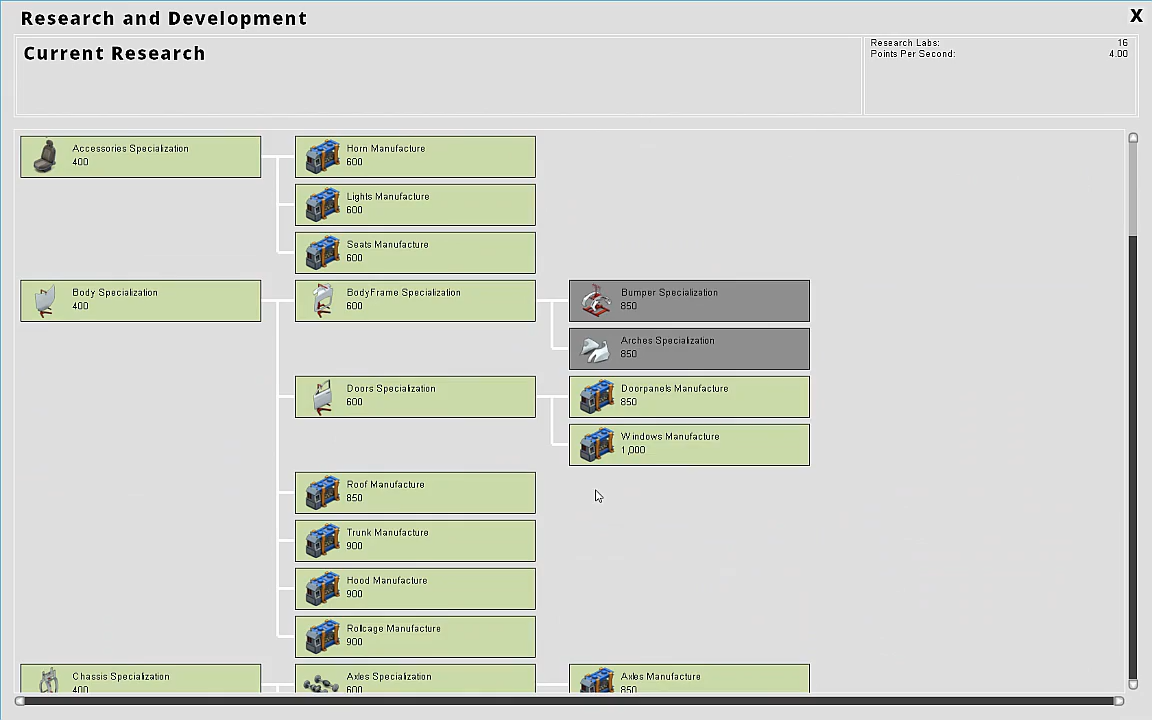 Research and Development
X
Current Research
Research Labs: 16
Points Per Second: 4.00
Accessories Specialization
400
Horn Manufacture
600
Lights Manufacture
600
Seats Manufacture
600
Body Specialization
400
BodyFrame Specialization
600
Bumper Specialization
850
Arches Specialization
850
Doors Specialization
600
Doorpanels Manufacture
850
Windows Manufacture
1,000
Roof Manufacture
850
Trunk Manufacture
900
Hood Manufacture
900
Rollcage Manufacture
900
Chassis Specialization
400
Axles Specialization
600
Axles Manufacture
850